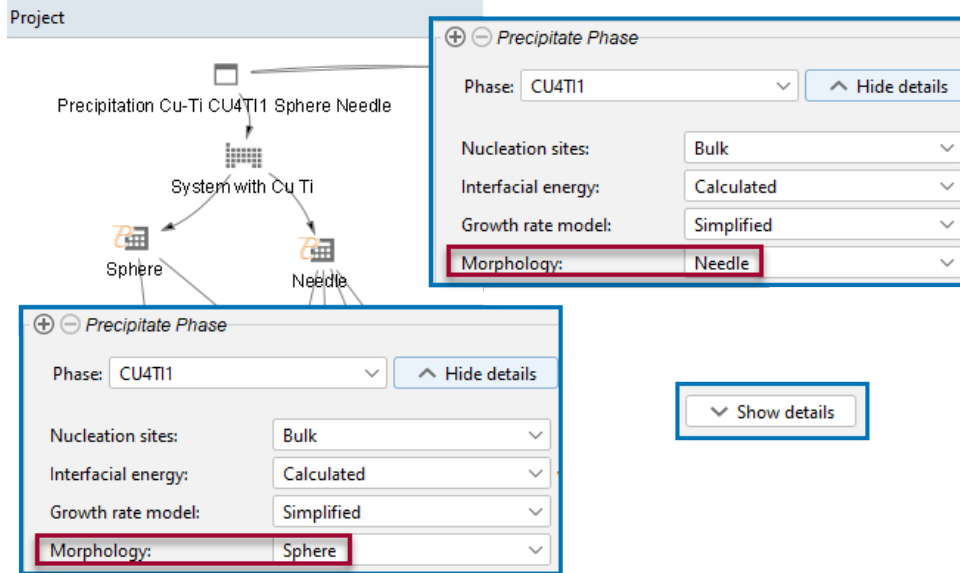 Project
Precipitation Cu-Ti CU4TI1 Sphere Needle
System with Cu Ti
Sphere
Needle
Precipitate Phase
Phase: CU4TI1 Hide details
Nucleation sites: Bulk
Interfacial energy: Calculated
Growth rate model: Simplified
Morphology: Needle
Precipitate Phase
Phase: CU4TI1 Hide details
Nucleation sites: Bulk
Interfacial energy: Calculated
Growth rate model: Simplified
Morphology: Sphere
Show details